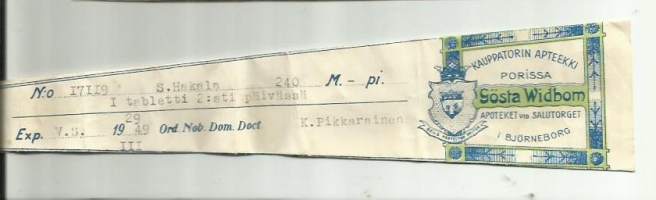 N:o 17119 S.Hakala 240 M.- pi.
I tabletti 2:sti päivässä
29
Exp. V.S. 1949 Ord. Nob. Dom. Doct K.Pikkarainen
III
KAUPPATORIN APTEEKKI
PORISSA
Gösta Widbom
APOTEKET VID SALUTORGET
I BJÖRNEBORG